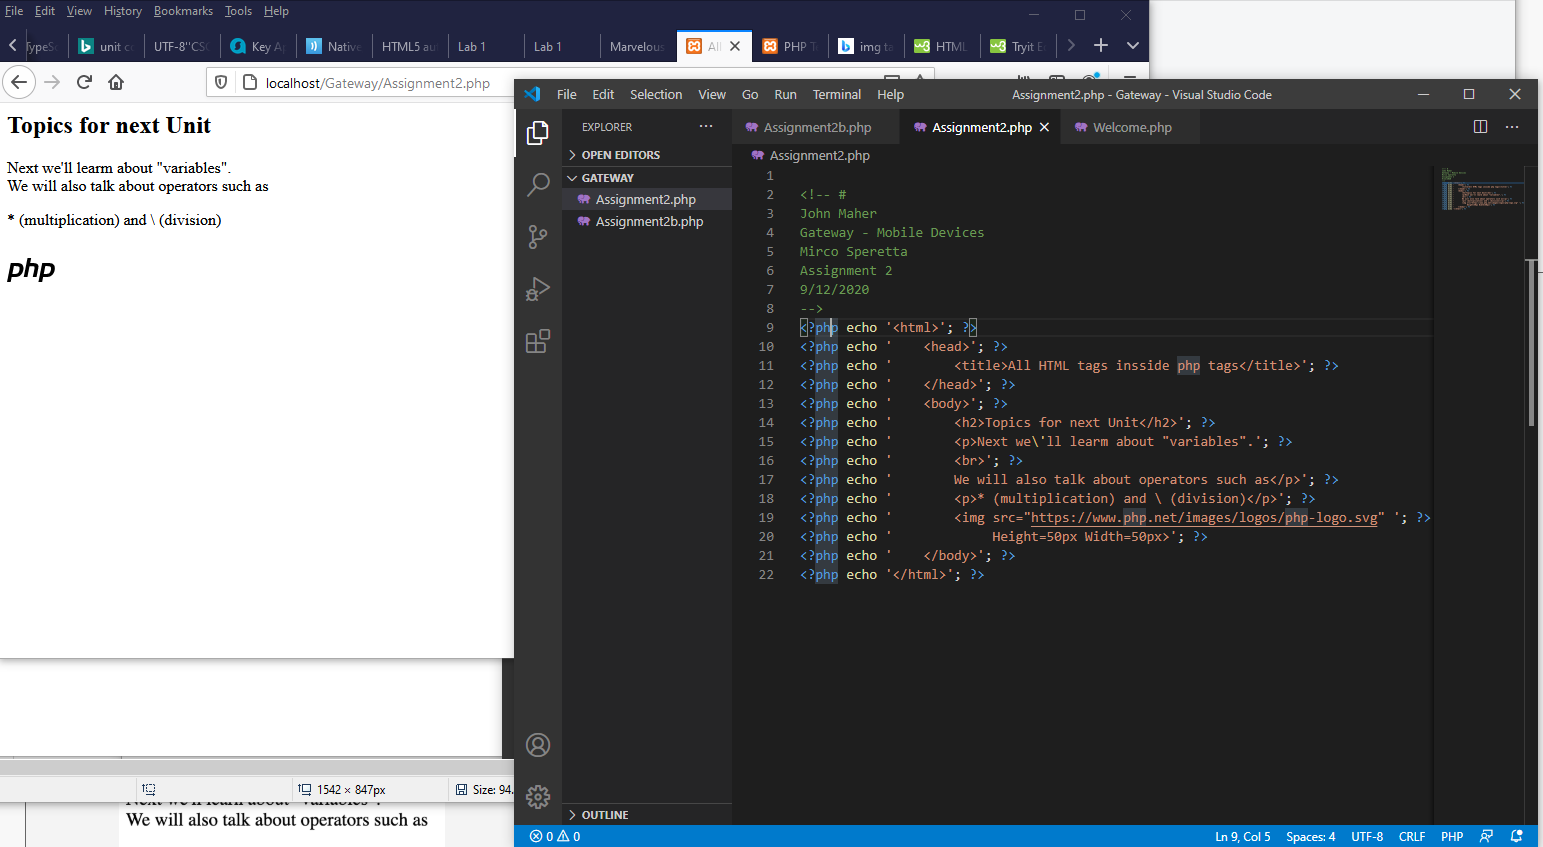 File Edit View History Bookmarks Tools Help
TypeSc
unit co
UTF-8"CSC
Key Ap
Native
HTML5 au
Lab 1
Lab 1
Marvelous
All
PHP T
img ta
HTML
Tryit E
localhost/Gateway/Assignment2.php
Topics for next Unit
Next we'll learm about "variables".
We will also talk about operators such as
* (multiplication) and \ (division)
php
1542 × 847px
Size: 94.
We will also talk about operators such as
File Edit Selection View Go Run Terminal Help
Assignment2.php - Gateway - Visual Studio Code
EXPLORER
OPEN EDITORS
GATEWAY
Assignment2.php
Assignment2b.php
OUTLINE
Assignment2b.php
Assignment2.php
Welcome.php
Assignment2.php
1
2 <!-- #
3 John Maher
4 Gateway - Mobile Devices
5 Mirco Speretta
6 Assignment 2
7 9/12/2020
8 -->
9 <?php echo '<html>'; ?>
10 <?php echo '    <head>'; ?>
11 <?php echo '        <title>All HTML tags insside php tags</title>'; ?>
12 <?php echo '    </head>'; ?>
13 <?php echo '    <body>'; ?>
14 <?php echo '        <h2>Topics for next Unit</h2>'; ?>
15 <?php echo '        <p>Next we\'ll learm about "variables".'; ?>
16 <?php echo '        <br>'; ?>
17 <?php echo '        We will also talk about operators such as</p>'; ?>
18 <?php echo '        <p>* (multiplication) and \ (division)</p>'; ?>
19 <?php echo '        <img src="https://www.php.net/images/logos/php-logo.svg" '; ?>
20 <?php echo '             Height=50px Width=50px>'; ?>
21 <?php echo '    </body>'; ?>
22 <?php echo '</html>'; ?>
0 0
Ln 9, Col 5 Spaces: 4 UTF-8 CRLF PHP